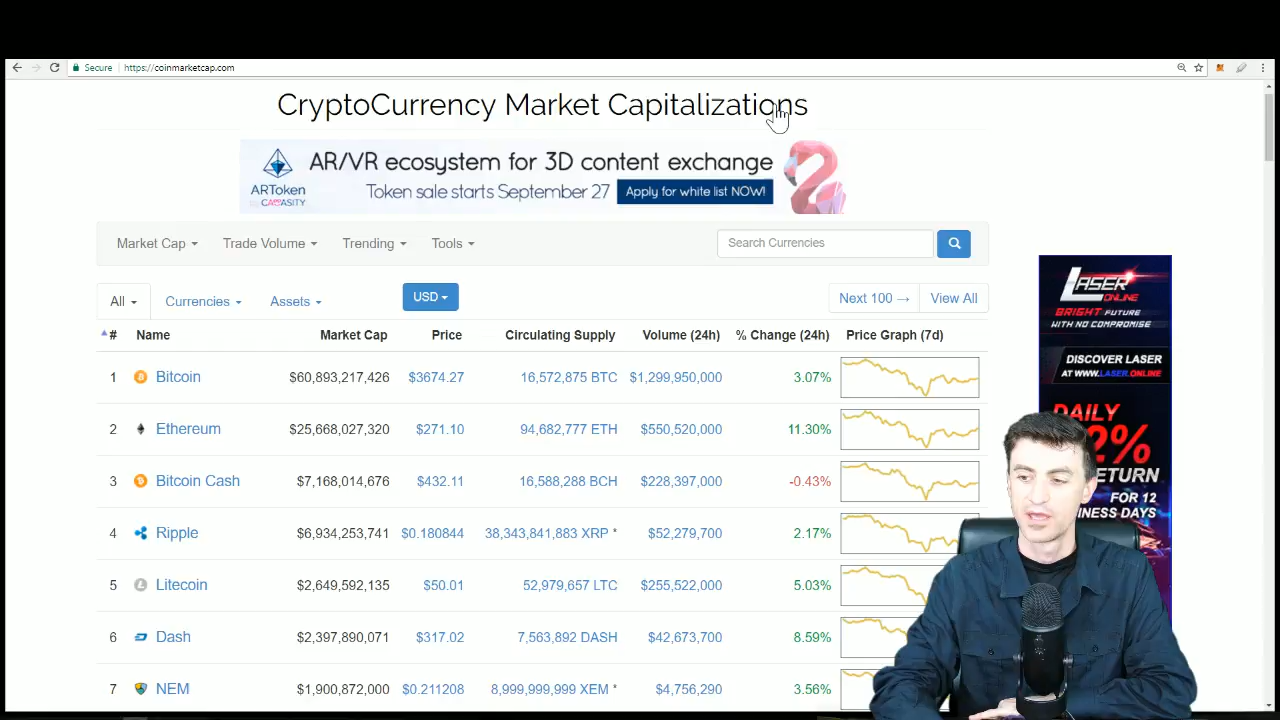 Secure https://coinmarketcap.com
CryptoCurrency Market Capitalizations
AR/VR ecosystem for 3D content exchange
ARToken
Token sale starts September 27 Apply for white list NOW!
Market Cap Trade Volume Trending Tools Search Currencies
All Currencies Assets USD Next 100 → View All
# Name Market Cap Price Circulating Supply Volume (24h) % Change (24h) Price Graph (7d)
1 Bitcoin $60,893,217,426 $3674.27 16,572,875 BTC $1,299,950,000 3.07%
2 Ethereum $25,668,027,320 $271.10 94,682,777 ETH $550,520,000 11.30%
3 Bitcoin Cash $7,168,014,676 $432.11 16,588,288 BCH $228,397,000 -0.43%
4 Ripple $6,934,253,741 $0.180844 38,343,841,883 XRP * $52,279,700 2.17%
5 Litecoin $2,649,592,135 $50.01 52,979,657 LTC $255,522,000 5.03%
6 Dash $2,397,890,071 $317.02 7,563,892 DASH $42,673,700 8.59%
7 NEM $1,900,872,000 $0.211208 8,999,999,999 XEM * $4,756,290 3.56%
LASER
ONLINE
BRIGHT FUTURE
WITH NO COMPROMISE
DISCOVER LASER
AT WWW.LASER.ONLINE
DAILY
2%
ETURN
FOR 12
INESS DAYS